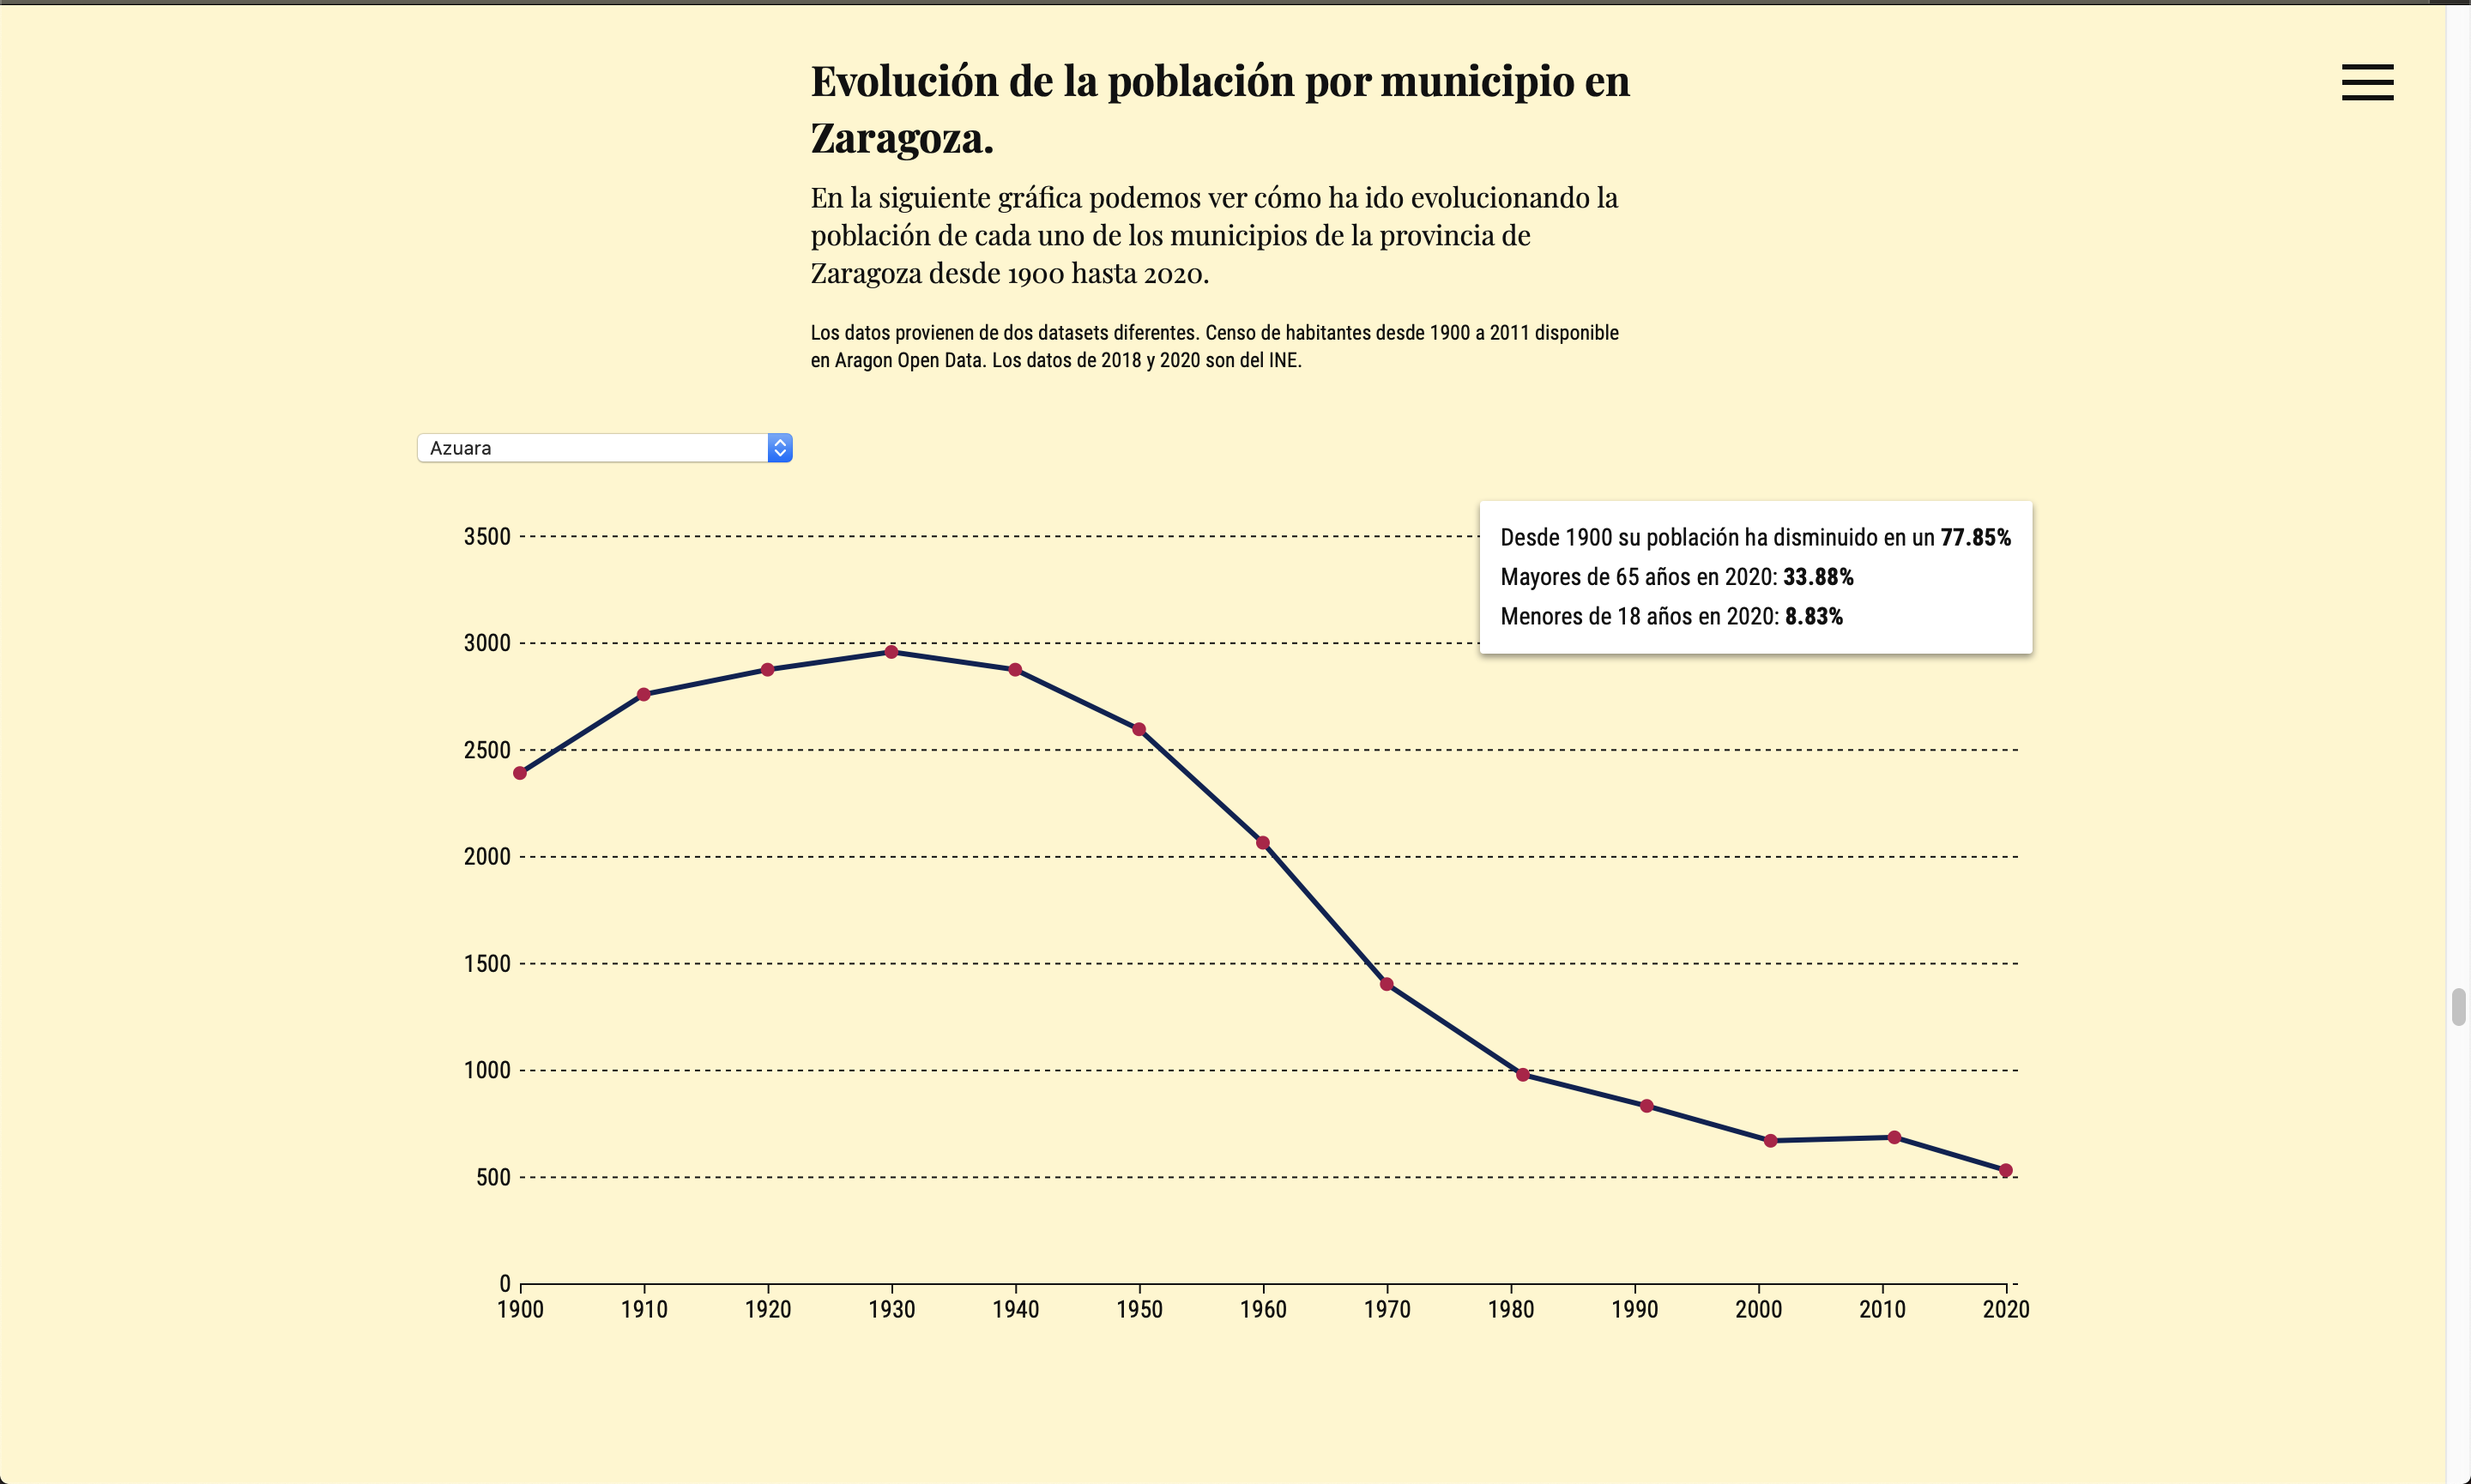 Evolución de la población por municipio en
Zaragoza.
En la siguiente gráfica podemos ver cómo ha ido evolucionando la
población de cada uno de los municipios de la provincia de
Zaragoza desde 1900 hasta 2020.
Los datos provienen de dos datasets diferentes. Censo de habitantes desde 1900 a 2011 disponible
en Aragon Open Data. Los datos de 2018 y 2020 son del INE.
Azuara
Desde 1900 su población ha disminuido en un 77.85%
Mayores de 65 años en 2020: 33.88%
Menores de 18 años en 2020: 8.83%
3500
3000
2500
2000
1500
1000
500
0
1900 1910 1920 1930 1940 1950 1960 1970 1980 1990 2000 2010 2020